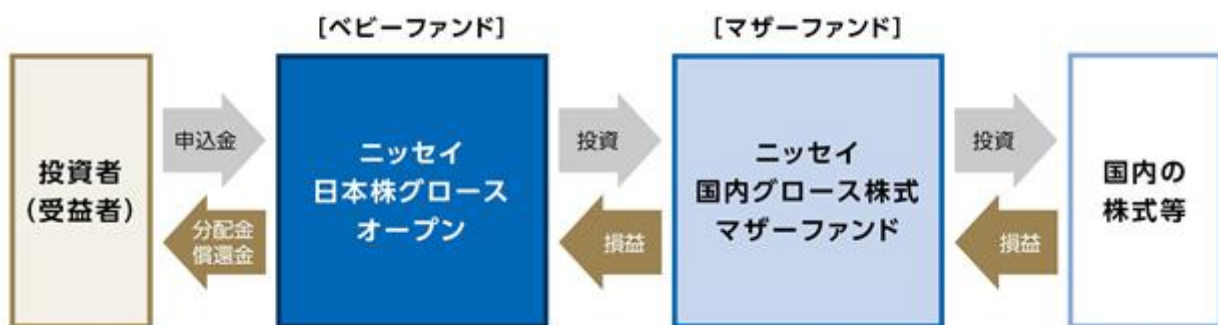 [ベビーファンド]
[マザーファンド]
投資者
(受益者)
申込金
分配金
償還金
ニッセイ
日本株グロース
オープン
投資
損益
ニッセイ
国内グロース株式
マザーファンド
投資
損益
国内の
株式等